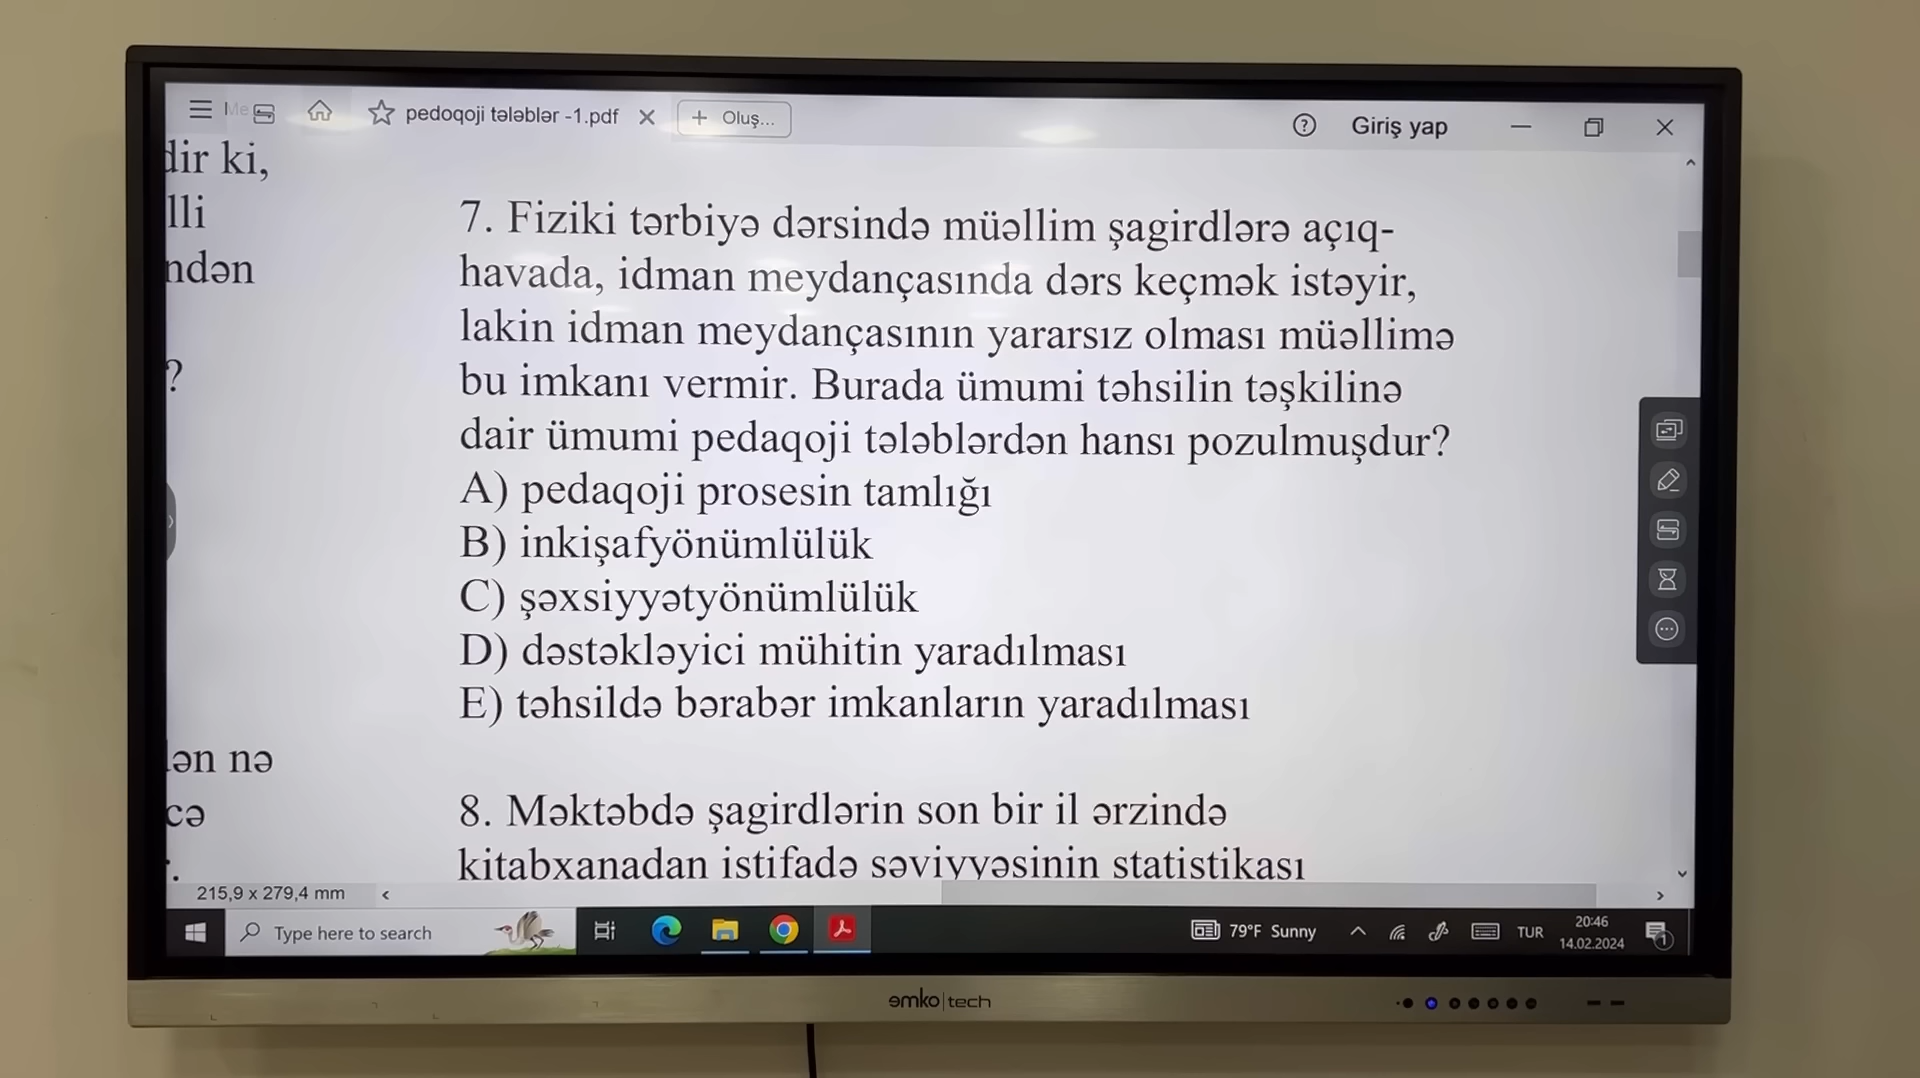 Me
pedoqoji tələblər -1.pdf
+ Oluş...
Giriş yap
dir ki,
lli
ndən
?
ən nə
cə
7. Fiziki tərbiyə dərsində müəllim şagirdlərə açıq-
havada, idman meydançasında dərs keçmək istəyir,
lakin idman meydançasının yararsız olması müəllimə
bu imkanı vermir. Burada ümumi təhsilin təşkilinə
dair ümumi pedaqoji tələblərdən hansı pozulmuşdur?
A) pedaqoji prosesin tamlığı
B) inkişafyönümlülük
C) şəxsiyyətyönümlülük
D) dəstəkləyici mühitin yaradılması
E) təhsildə bərabər imkanların yaradılması
8. Məktəbdə şagirdlərin son bir il ərzində
kitabxanadan istifadə səviyyəsinin statistikası
215,9 x 279,4 mm
Type here to search
79°F Sunny
TUR
20:46
14.02.2024
1
əmko|tech